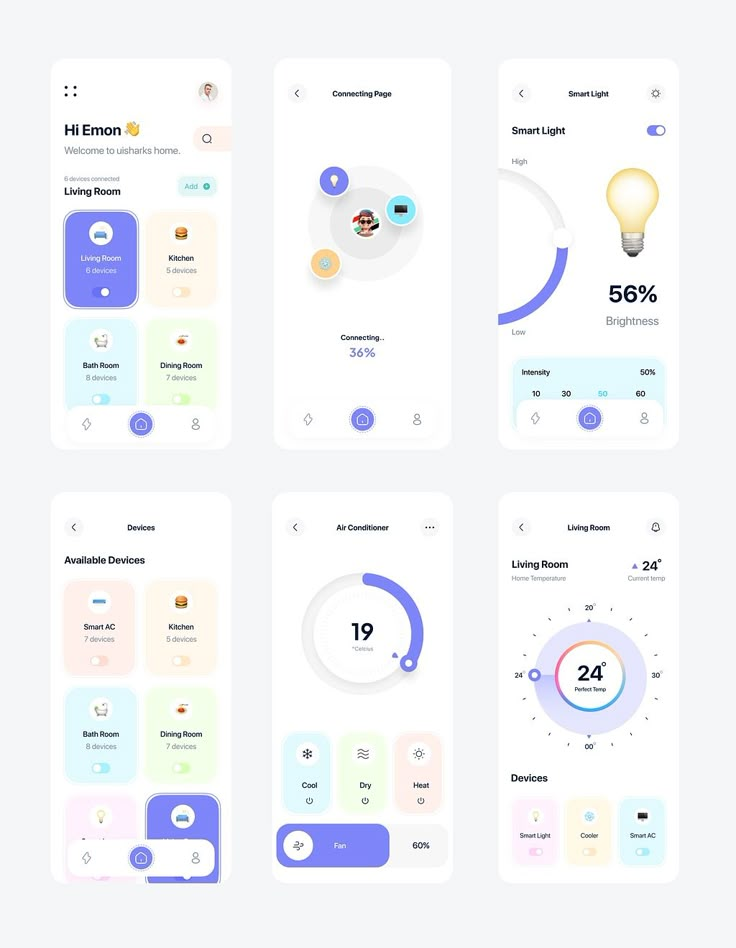 Hi Emon 👋
Welcome to uisharks home.
6 devices connected
Living Room
Add
Living Room
6 devices
Kitchen
5 devices
Bath Room
8 devices
Dining Room
7 devices
Connecting Page
Connecting..
36%
Smart Light
Smart Light
High
56%
Brightness
Low
Intensity 50%
10 30 50 60
Devices
Available Devices
Smart AC
7 devices
Kitchen
5 devices
Bath Room
8 devices
Dining Room
7 devices
Air Conditioner
19
°Celcius
Cool
Dry
Heat
Fan
60%
Living Room
Living Room
Home Temperature
24°
Current temp
20°
24°
30°
24°
Perfect Temp
00°
Devices
Smart Light
Cooler
Smart AC